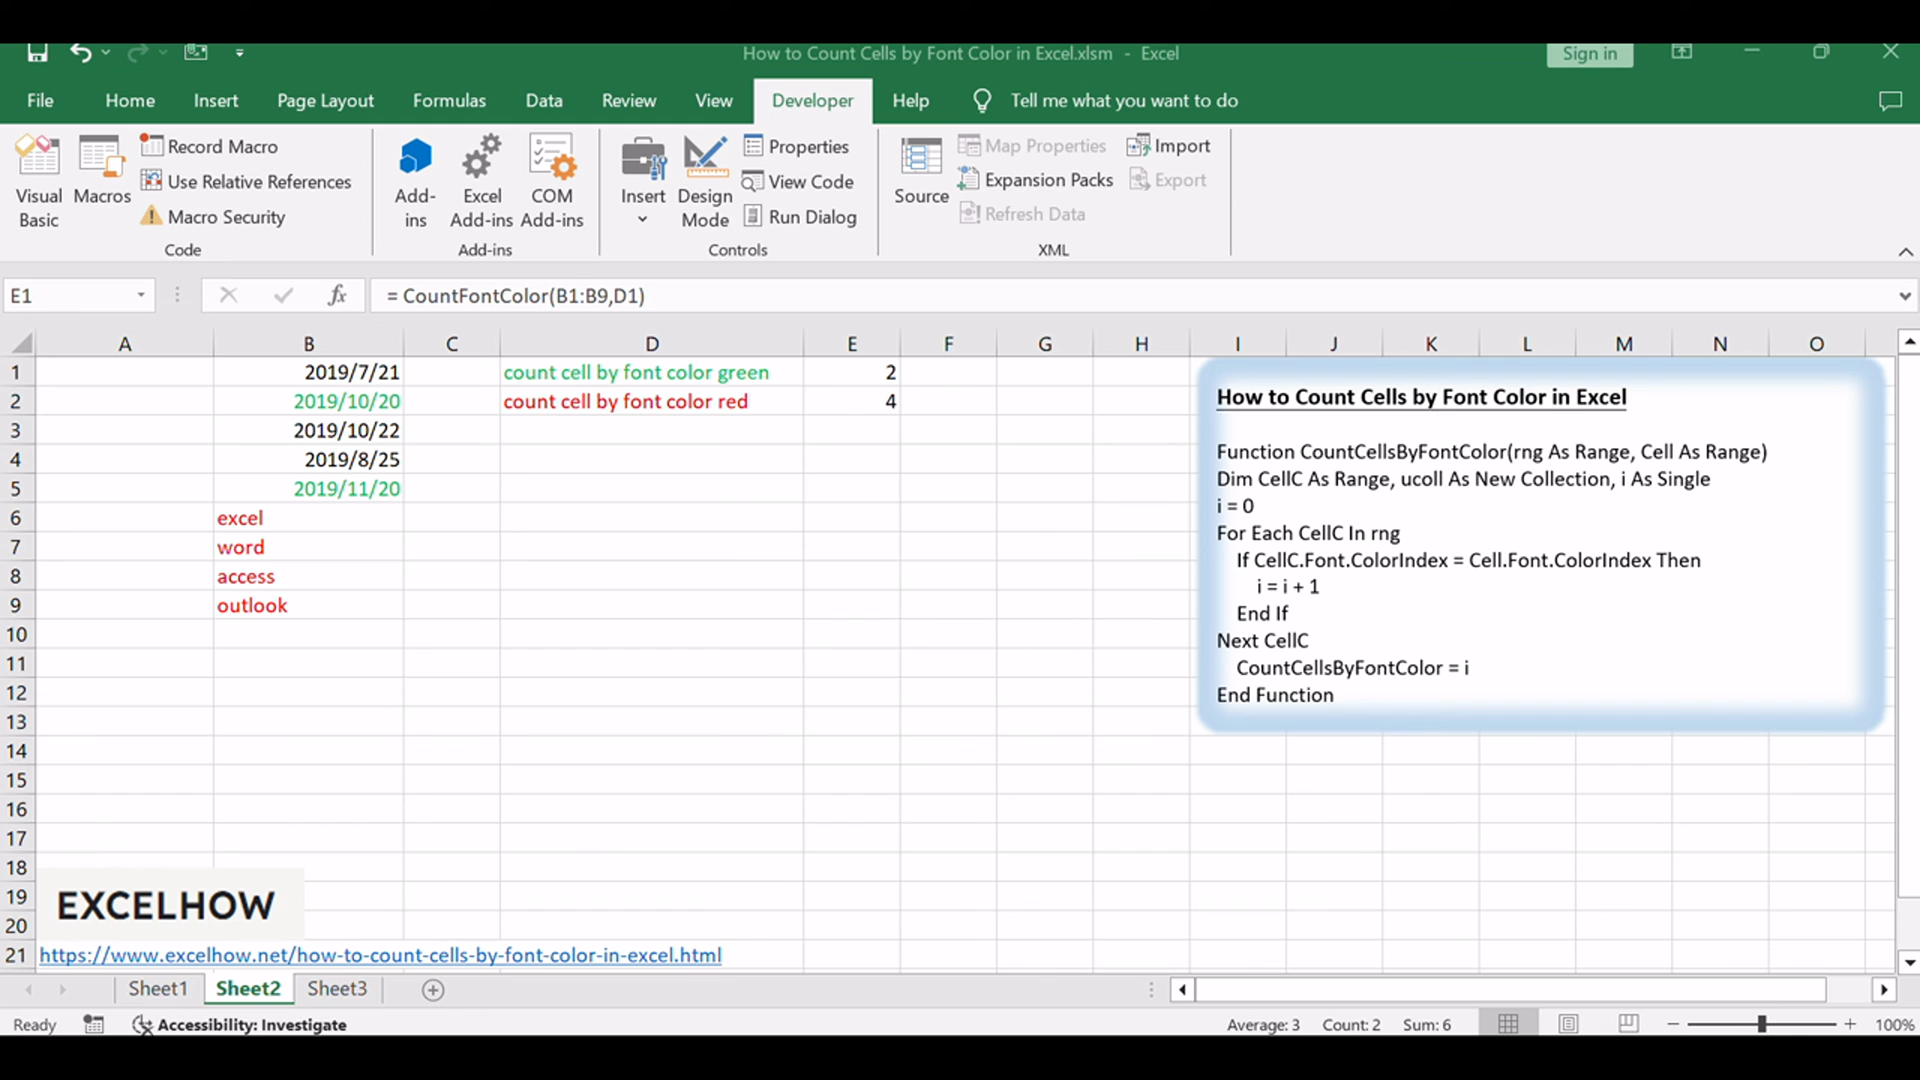 How to Count Cells by Font Color in Excel.xlsm - Excel
Sign in
File Home Insert Page Layout Formulas Data Review View Developer Help Tell me what you want to do
Visual Basic
Macros
Record Macro
Use Relative References
Macro Security
Code
Add-ins
Excel Add-ins
COM Add-ins
Add-ins
Insert
Design Mode
Properties
View Code
Run Dialog
Controls
Source
Map Properties
Expansion Packs
Refresh Data
Import
Export
XML
E1
fx
= CountFontColor(B1:B9,D1)
A B C D E F G H I J K L M N O
1 2019/7/21 count cell by font color green 2
2 2019/10/20 count cell by font color red 4
3 2019/10/22
4 2019/8/25
5 2019/11/20
6 excel
7 word
8 access
9 outlook
10
11
12
13
14
15
16
17
18
19
20
21 https://www.excelhow.net/how-to-count-cells-by-font-color-in-excel.html
EXCELHOW
How to Count Cells by Font Color in Excel
Function CountCellsByFontColor(rng As Range, Cell As Range)
Dim CellC As Range, ucoll As New Collection, i As Single
i = 0
For Each CellC In rng
If CellC.Font.ColorIndex = Cell.Font.ColorIndex Then
i = i + 1
End If
Next CellC
CountCellsByFontColor = i
End Function
Sheet1 Sheet2 Sheet3
Ready
Accessibility: Investigate
Average: 3 Count: 2 Sum: 6
100%